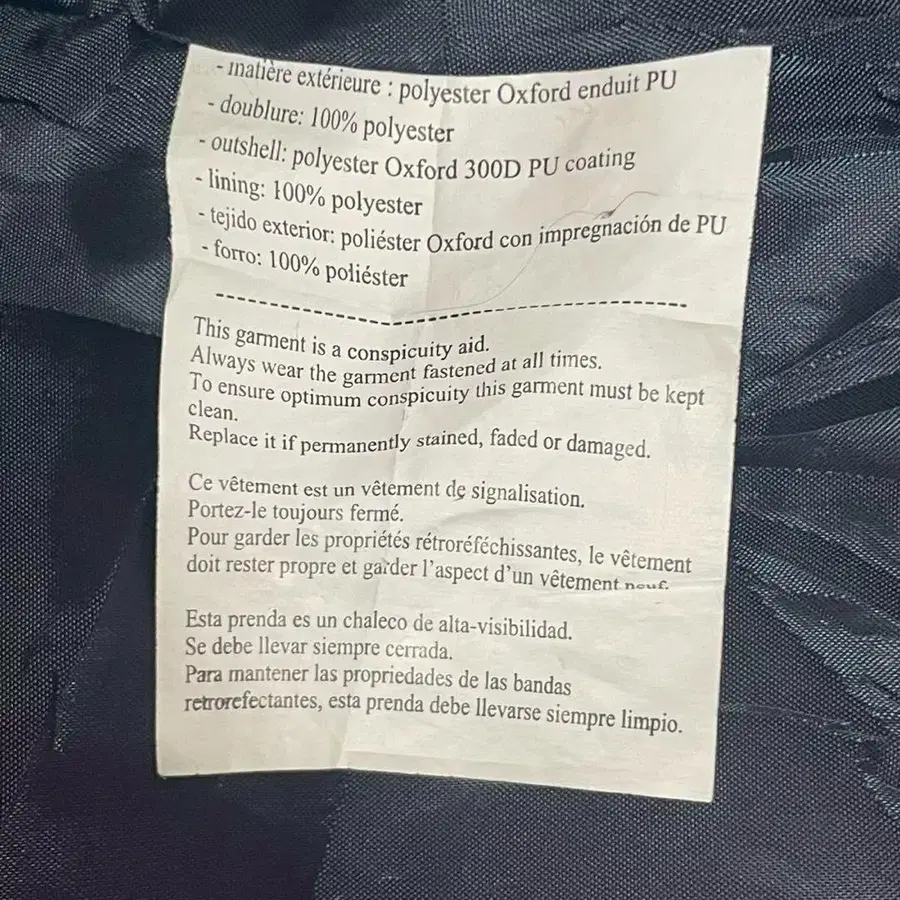 - matière extérieure : polyester Oxford enduit PU
- doublure: 100% polyester
- outshell: polyester Oxford 300D PU coating
- lining: 100% polyester
- tejido exterior: poliéster Oxford con impregnación de PU
- forro: 100% poliéster
This garment is a conspicuity aid.
Always wear the garment fastened at all times.
To ensure optimum conspicuity this garment must be kept
clean.
Replace it if permanently stained, faded or damaged.
Ce vêtement est un vêtement de signalisation.
Portez-le toujours fermé.
Pour garder les propriétés rétroréféchissantes, le vêtement
doit rester propre et garder l’aspect d’un vêtement neuf.
Esta prenda es un chaleco de alta-visibilidad.
Se debe llevar siempre cerrada.
Para mantener las propriedades de las bandas
retrorefectantes, esta prenda debe llevarse siempre limpio.